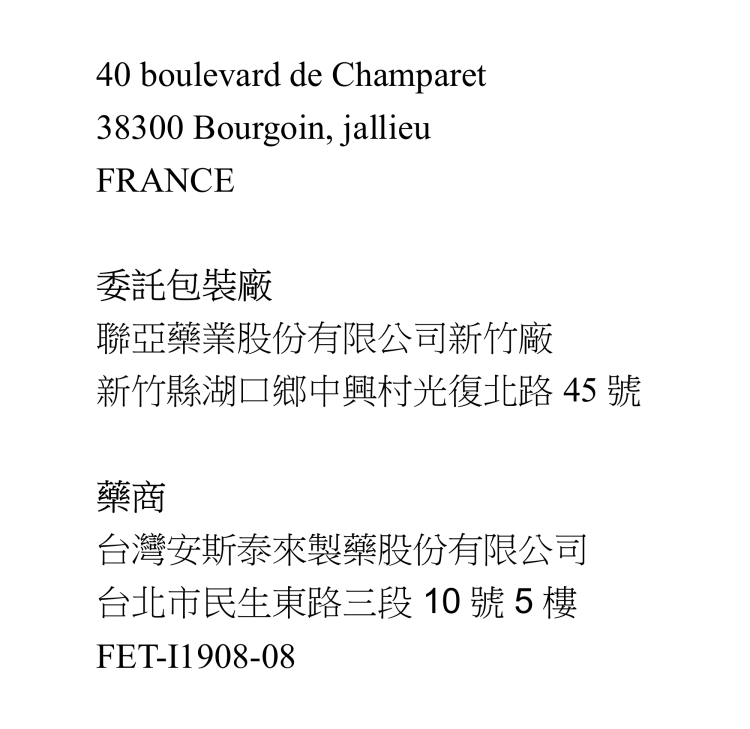 40 boulevard de Champaret
38300 Bourgoin, jallieu
FRANCE
委託包裝廠
聯亞藥業股份有限公司新竹廠
新竹縣湖口鄉中興村光復北路 45 號
藥商
台灣安斯泰來製藥股份有限公司
台北市民生東路三段 10 號 5 樓
FET-I1908-08